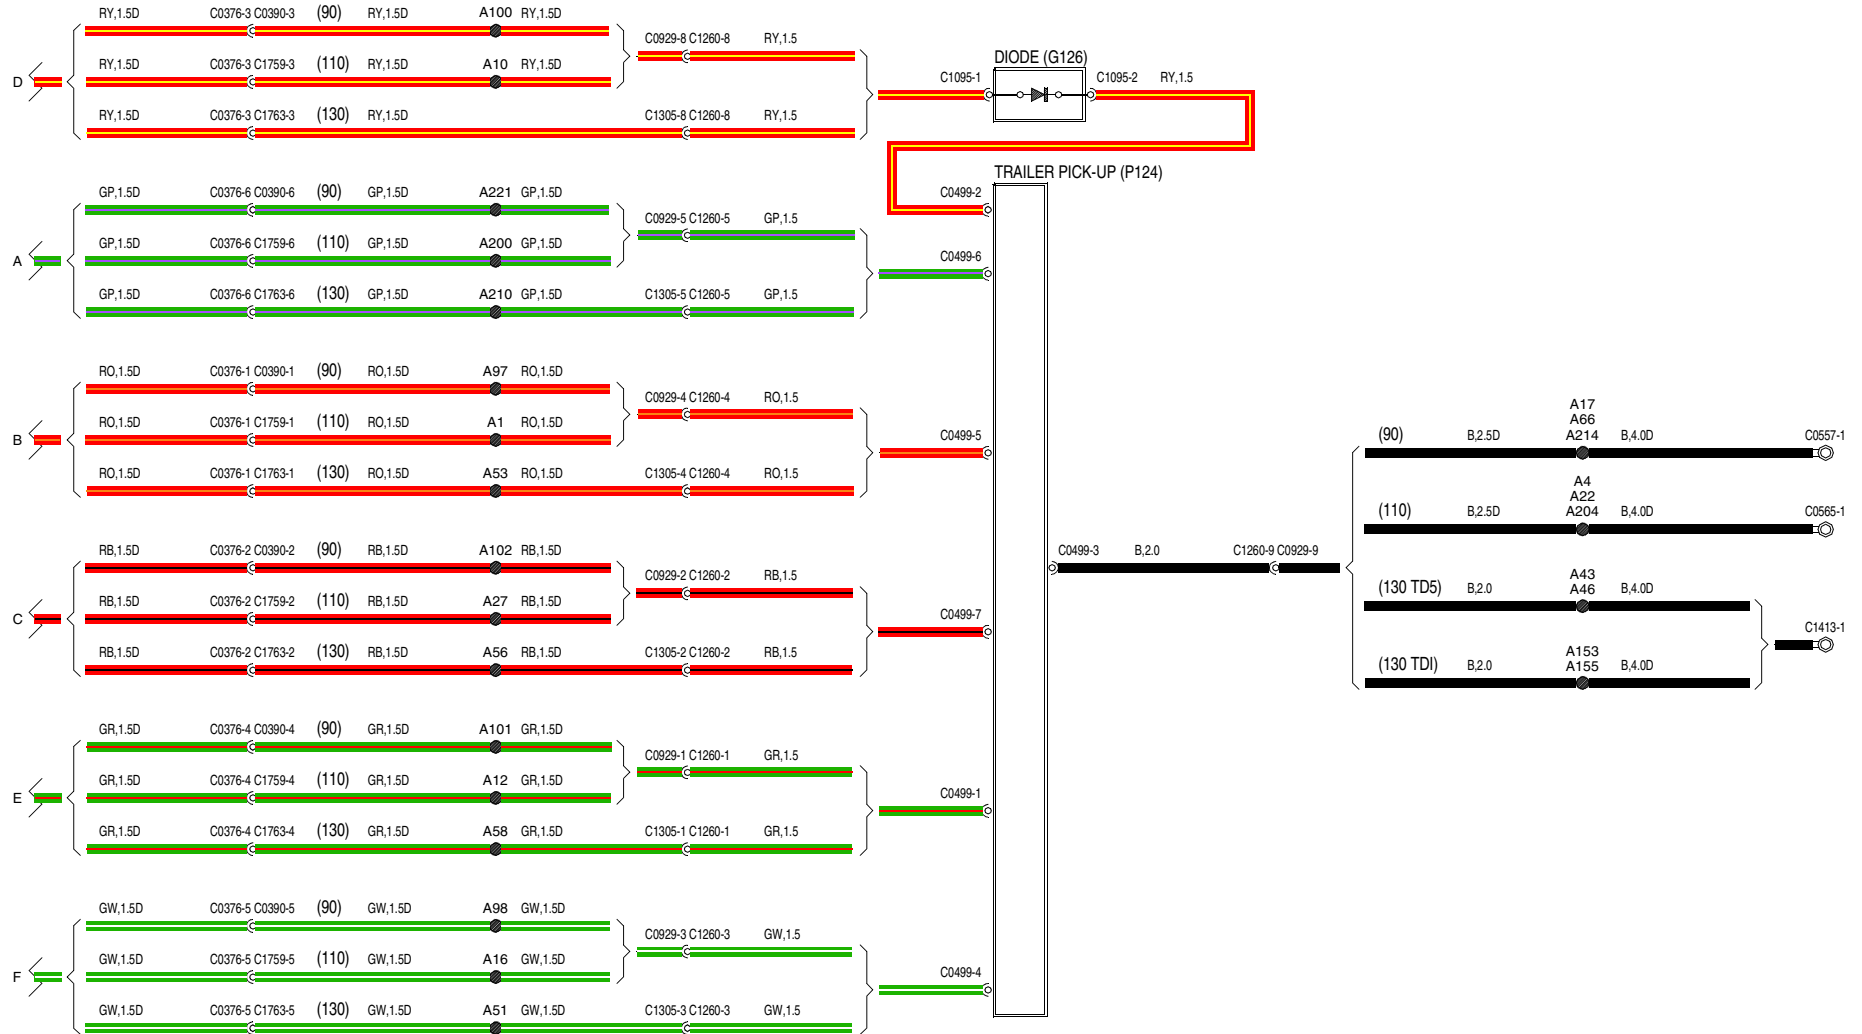 RY,1.5D C0376-3 C0390-3 (90) RY,1.5D A100 RY,1.5D
C0929-8 C1260-8 RY,1.5
RY,1.5D C0376-3 C1759-3 (110) RY,1.5D A10 RY,1.5D
D
RY,1.5D C0376-3 C1763-3 (130) RY,1.5D C1305-8 C1260-8 RY,1.5
DIODE (G126)
C1095-1 C1095-2 RY,1.5
TRAILER PICK-UP (P124)
GP,1.5D C0376-6 C0390-6 (90) GP,1.5D A221 GP,1.5D
C0499-2
C0929-5 C1260-5 GP,1.5
GP,1.5D C0376-6 C1759-6 (110) GP,1.5D A200 GP,1.5D
A
C0499-6
GP,1.5D C0376-6 C1763-6 (130) GP,1.5D A210 GP,1.5D C1305-5 C1260-5 GP,1.5
RO,1.5D C0376-1 C0390-1 (90) RO,1.5D A97 RO,1.5D
C0929-4 C1260-4 RO,1.5
RO,1.5D C0376-1 C1759-1 (110) RO,1.5D A1 RO,1.5D
B
C0499-5
RO,1.5D C0376-1 C1763-1 (130) RO,1.5D A53 RO,1.5D C1305-4 C1260-4 RO,1.5
RB,1.5D C0376-2 C0390-2 (90) RB,1.5D A102 RB,1.5D
C0929-2 C1260-2 RB,1.5
RB,1.5D C0376-2 C1759-2 (110) RB,1.5D A27 RB,1.5D
C
C0499-7
RB,1.5D C0376-2 C1763-2 (130) RB,1.5D A56 RB,1.5D C1305-2 C1260-2 RB,1.5
GR,1.5D C0376-4 C0390-4 (90) GR,1.5D A101 GR,1.5D
C0929-1 C1260-1 GR,1.5
GR,1.5D C0376-4 C1759-4 (110) GR,1.5D A12 GR,1.5D
E
C0499-1
GR,1.5D C0376-4 C1763-4 (130) GR,1.5D A58 GR,1.5D C1305-1 C1260-1 GR,1.5
GW,1.5D C0376-5 C0390-5 (90) GW,1.5D A98 GW,1.5D
C0929-3 C1260-3 GW,1.5
GW,1.5D C0376-5 C1759-5 (110) GW,1.5D A16 GW,1.5D
F
C0499-4
GW,1.5D C0376-5 C1763-5 (130) GW,1.5D A51 GW,1.5D C1305-3 C1260-3 GW,1.5
C0499-3 B,2.0 C1260-9 C0929-9
A17
A66
(90) B,2.5D A214 B,4.0D C0557-1
A4
A22
(110) B,2.5D A204 B,4.0D C0565-1
A43
(130 TD5) B,2.0 A46 B,4.0D
C1413-1
A153
(130 TDI) B,2.0 A155 B,4.0D